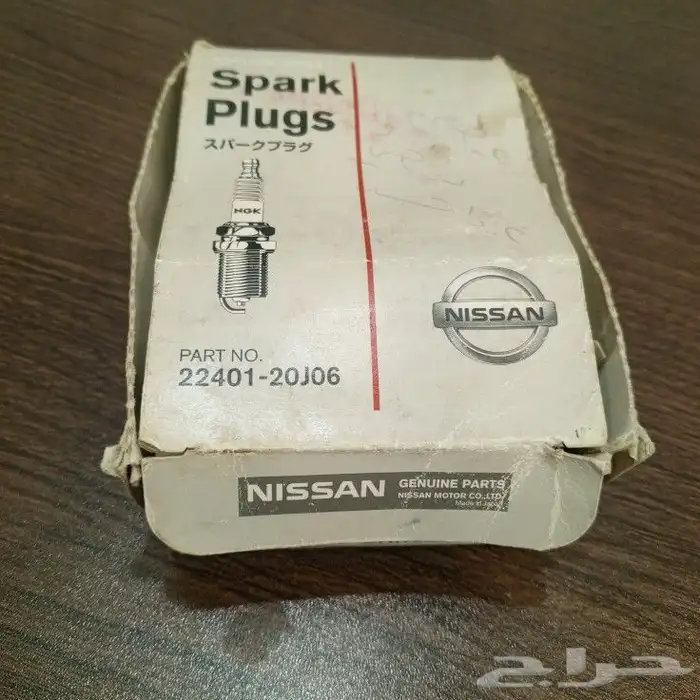 Spark
Plugs
スパークプラグ
NGK
NISSAN
PART NO.
22401-20J06
NISSAN
GENUINE PARTS
NISSAN MOTOR CO.,LTD.
Made in Japan
حراج